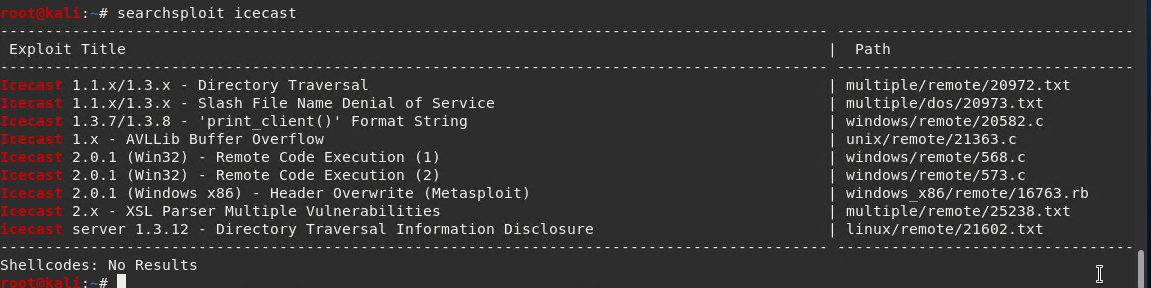 root@kali:~# searchsploit icecast
---------------------------------------------------------------------------------------------- ---------------------------------
 Exploit Title                                                                                |  Path
---------------------------------------------------------------------------------------------- ---------------------------------
Icecast 1.1.x/1.3.x - Directory Traversal                                                     | multiple/remote/20972.txt
Icecast 1.1.x/1.3.x - Slash File Name Denial of Service                                       | multiple/dos/20973.txt
Icecast 1.3.7/1.3.8 - 'print_client()' Format String                                          | windows/remote/20582.c
Icecast 1.x - AVLLib Buffer Overflow                                                          | unix/remote/21363.c
Icecast 2.0.1 (Win32) - Remote Code Execution (1)                                             | windows/remote/568.c
Icecast 2.0.1 (Win32) - Remote Code Execution (2)                                             | windows/remote/573.c
Icecast 2.0.1 (Windows x86) - Header Overwrite (Metasploit)                                   | windows_x86/remote/16763.rb
Icecast 2.x - XSL Parser Multiple Vulnerabilities                                             | multiple/remote/25238.txt
icecast server 1.3.12 - Directory Traversal Information Disclosure                            | linux/remote/21602.txt
---------------------------------------------------------------------------------------------- ---------------------------------
Shellcodes: No Results
root@kali:~#